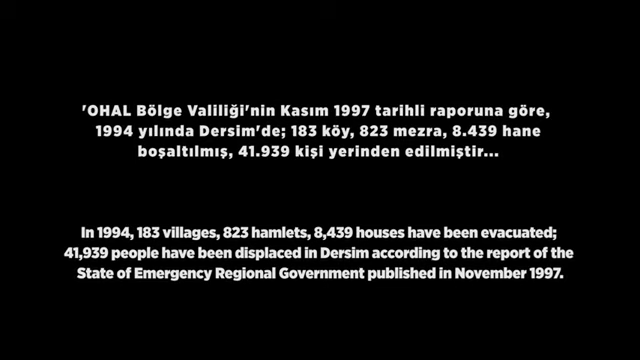 'OHAL Bölge Valiliği'nin Kasım 1997 tarihli raporuna göre,
1994 yılında Dersim'de; 183 köy, 823 mezra, 8.439 hane
boşaltılmış, 41.939 kişi yerinden edilmiştir...
In 1994, 183 villages, 823 hamlets, 8,439 houses have been evacuated;
41,939 people have been displaced in Dersim according to the report of the
State of Emergency Regional Government published in November 1997.